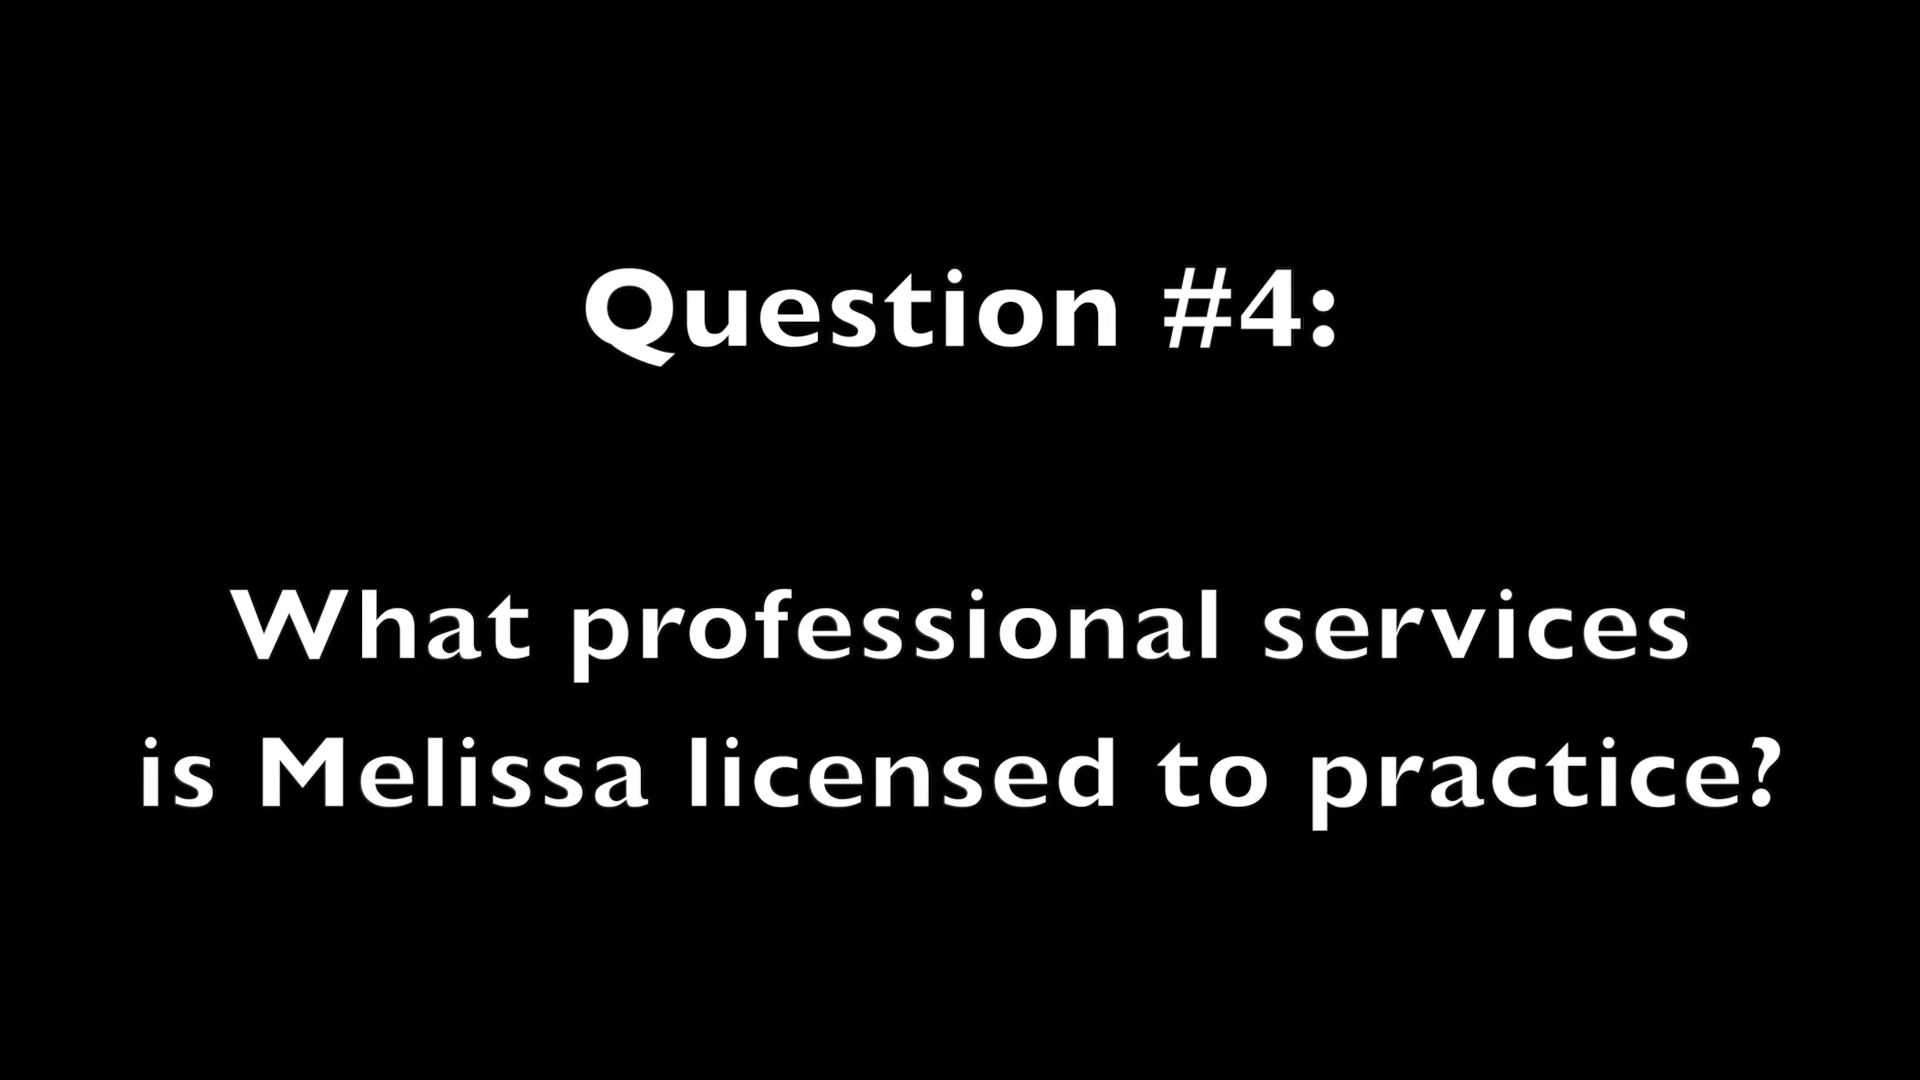 Question #4:
What professional services
is Melissa licensed to practice?